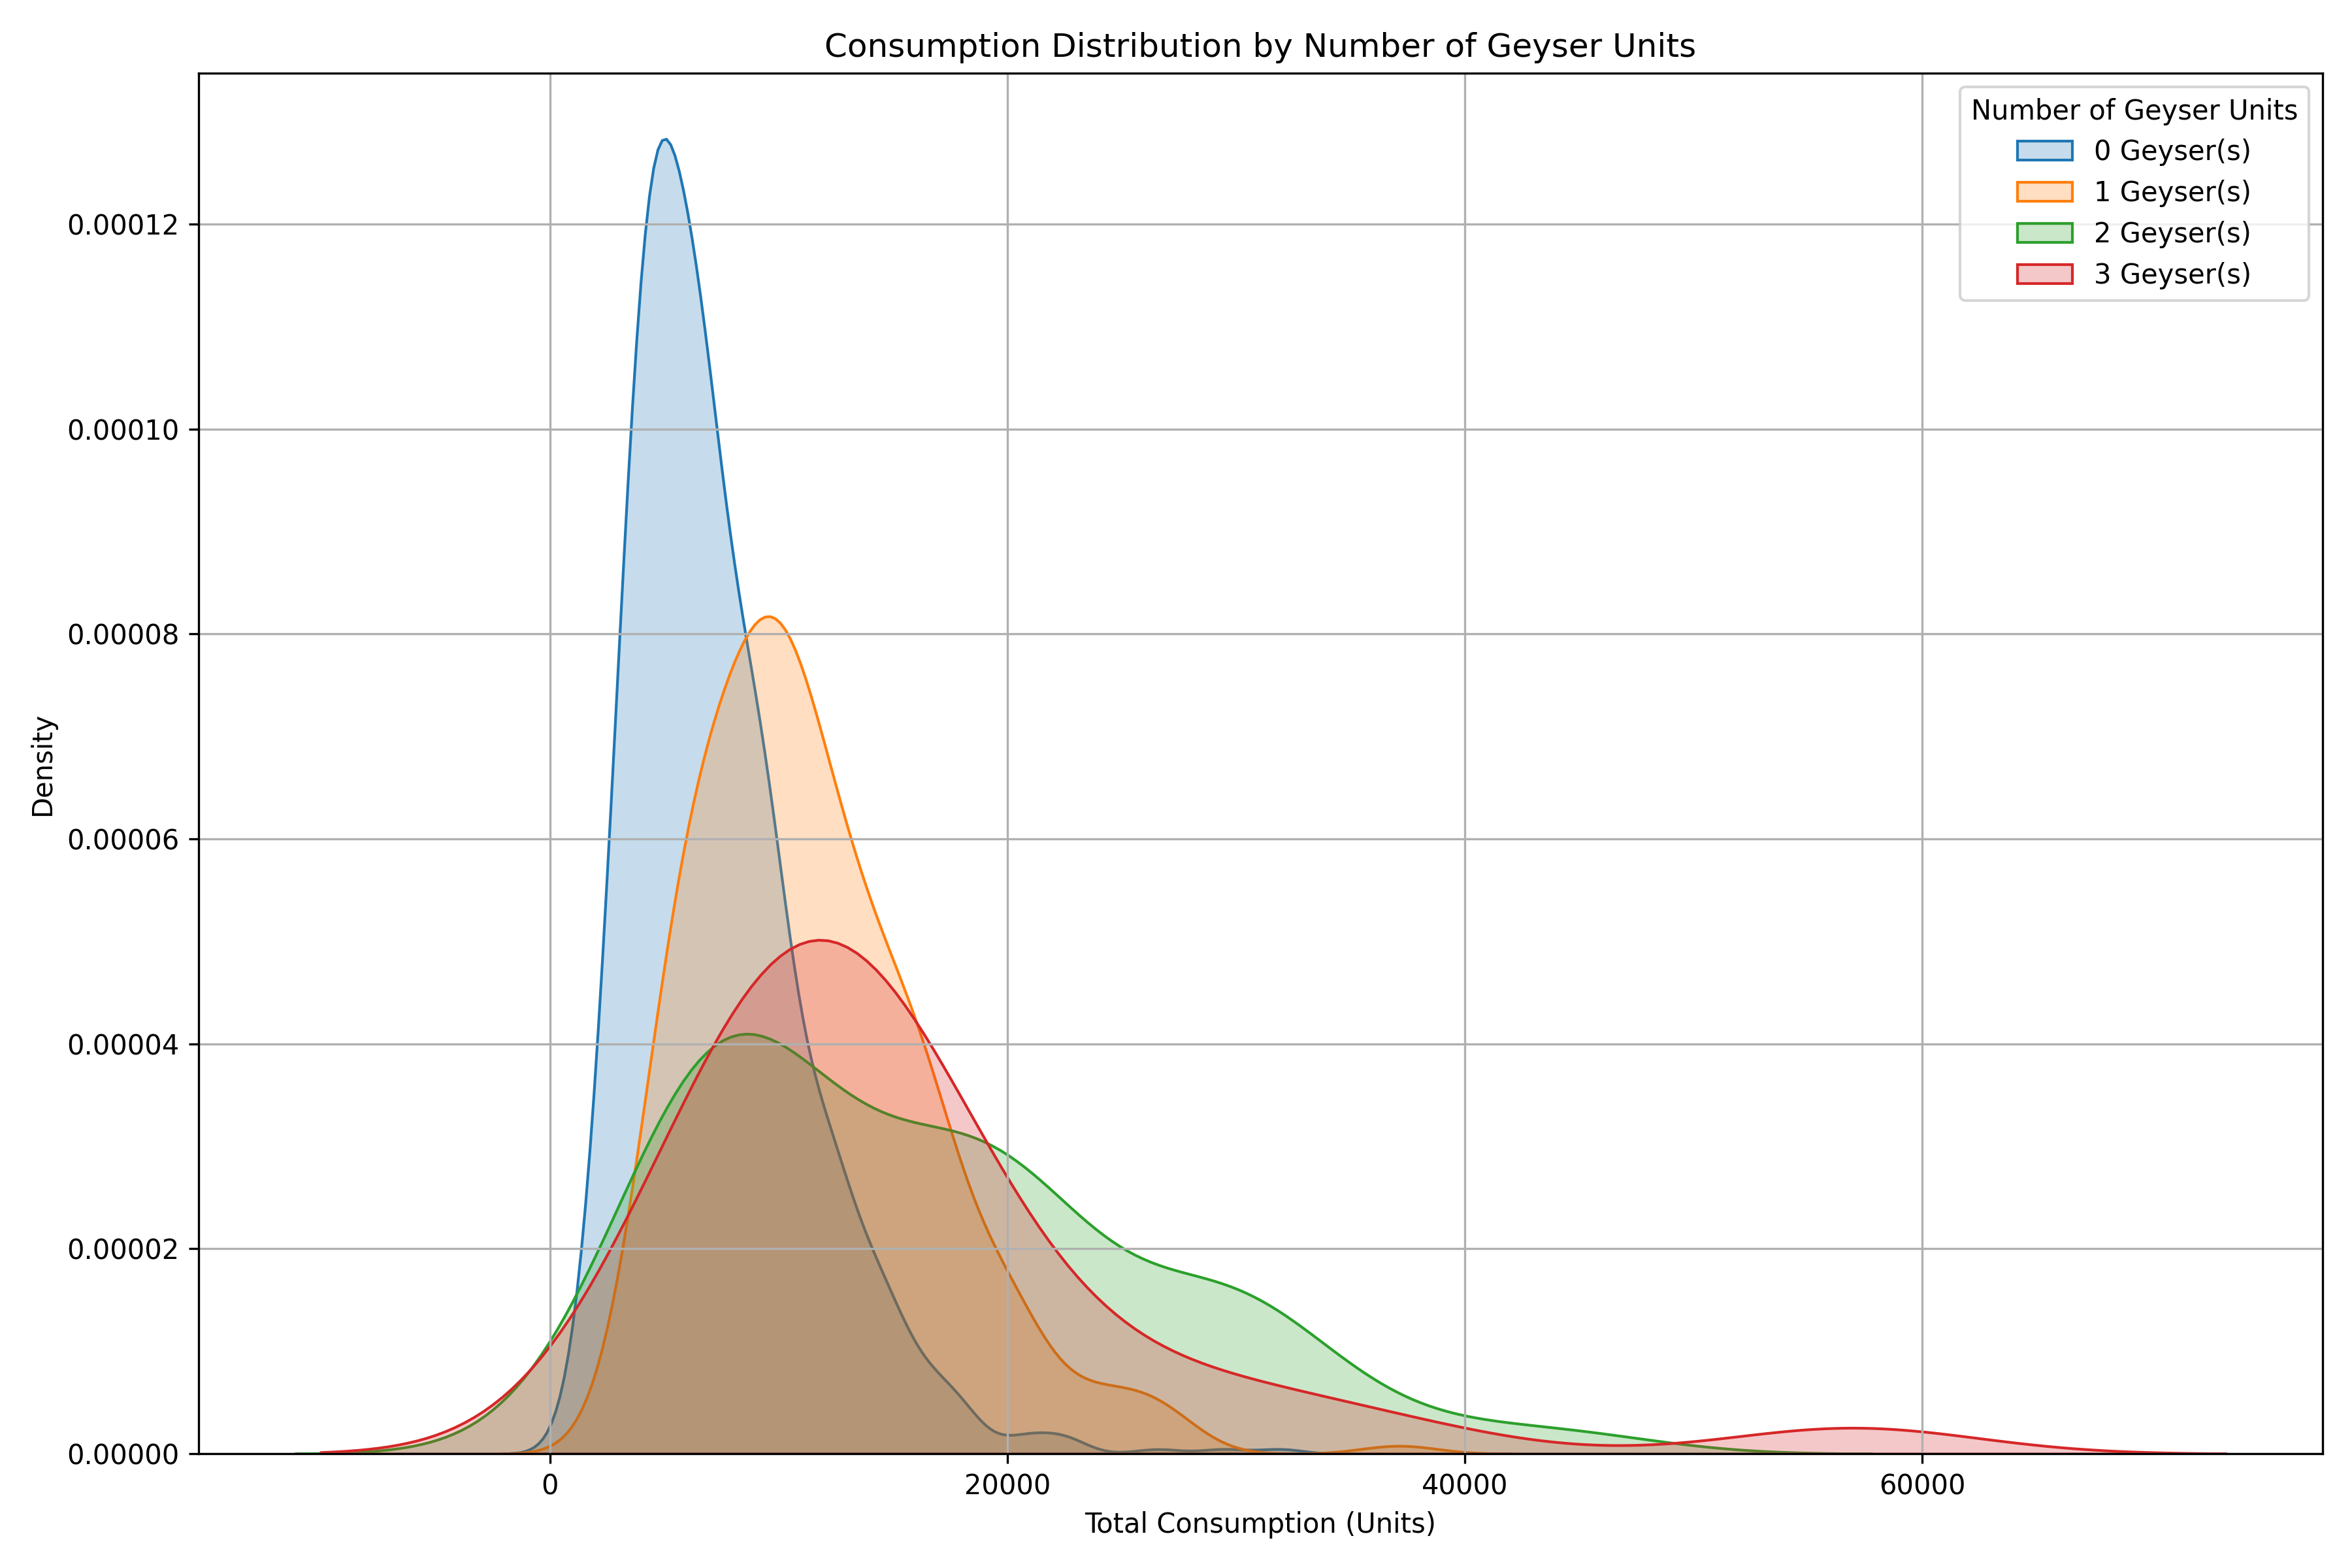 Consumption Distribution by Number of Geyser Units
Number of Geyser Units
0 Geyser(s)
1 Geyser(s)
2 Geyser(s)
3 Geyser(s)
Density
0.00012
0.00010
0.00008
0.00006
0.00004
0.00002
0.00000
0 20000 40000 60000
Total Consumption (Units)